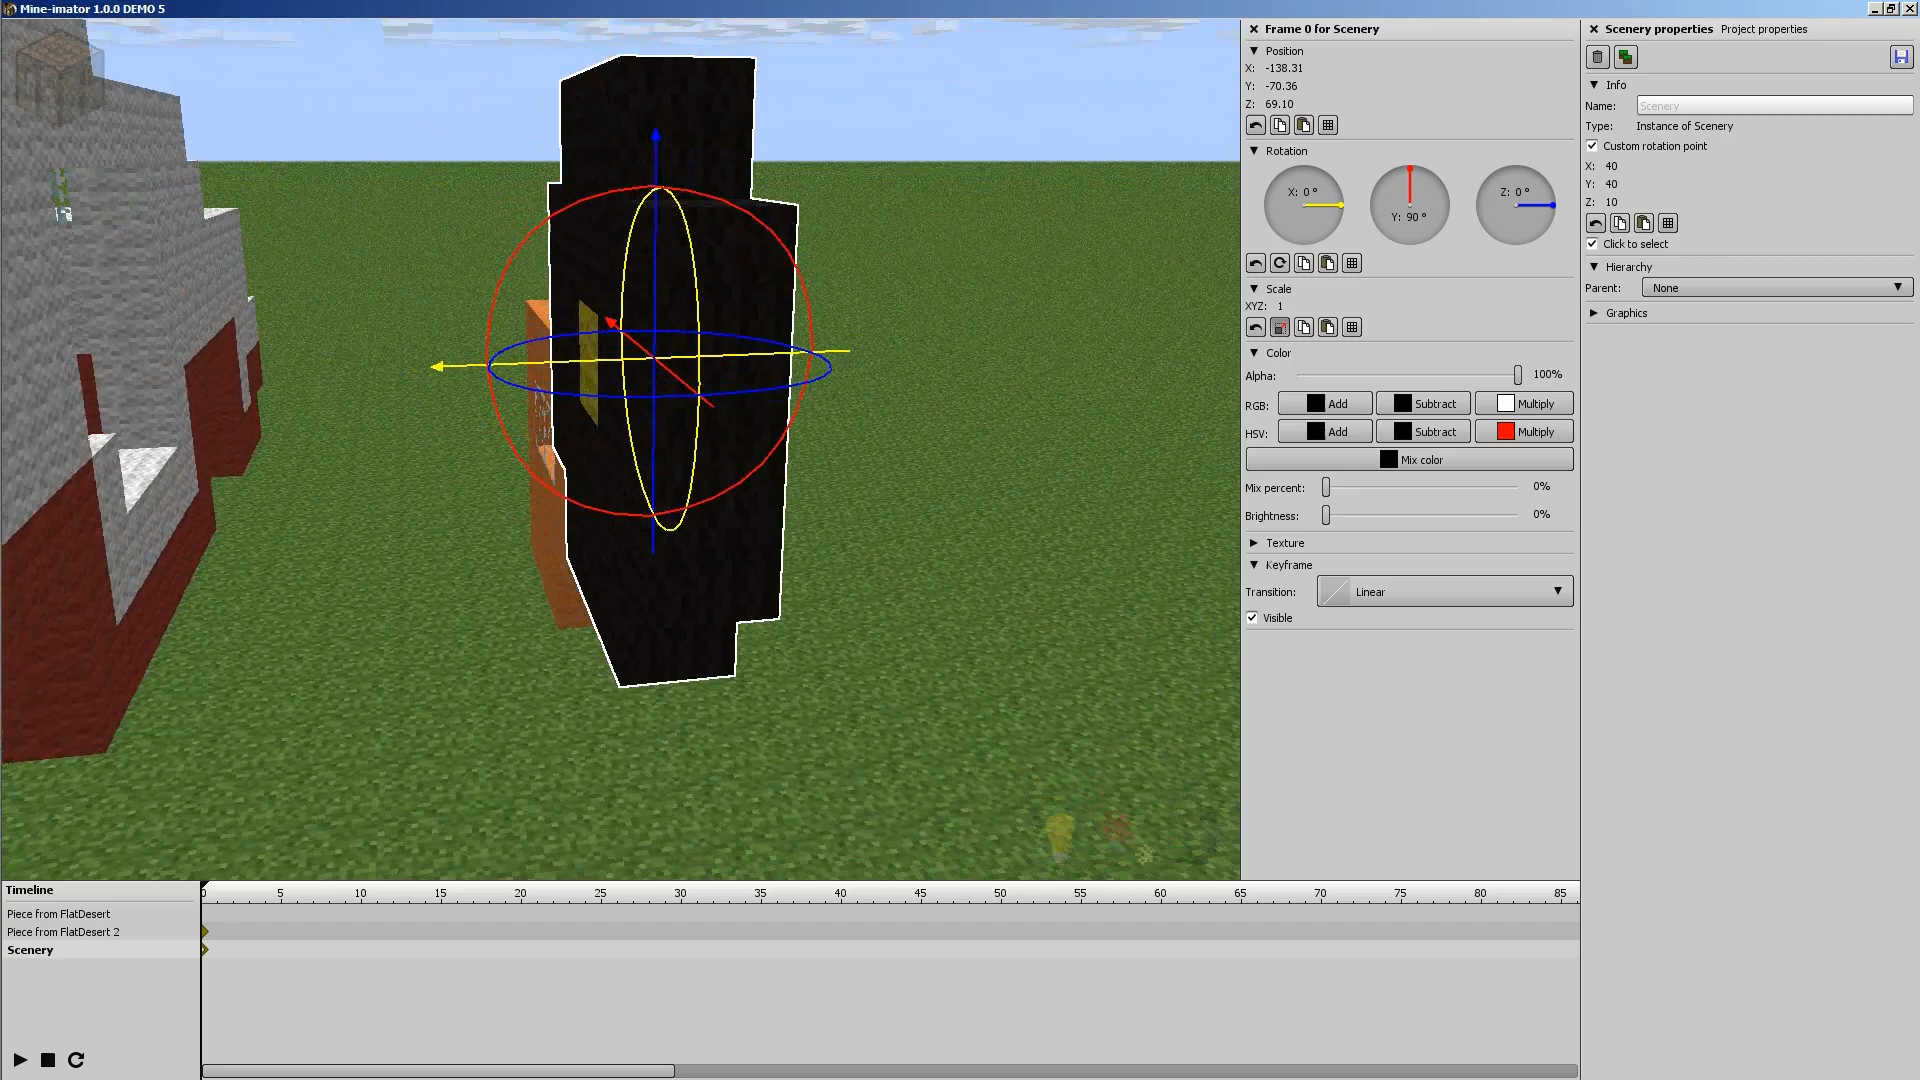 Mine-imator 1.0.0 DEMO 5
Frame 0 for Scenery
Position
X: -138.31
Y: -70.36
Z: 69.10
Rotation
X: 0 °
Y: 90 °
Z: 0 °
Scale
XYZ: 1
Color
Alpha: 100%
RGB: Add Subtract Multiply
HSV: Add Subtract Multiply
Mix color
Mix percent: 0%
Brightness: 0%
Texture
Keyframe
Transition: Linear
Visible
Scenery properties Project properties
Info
Name: Scenery
Type: Instance of Scenery
Custom rotation point
X: 40
Y: 40
Z: 10
Click to select
Hierarchy
Parent: None
Graphics
Timeline
0 5 10 15 20 25 30 35 40 45 50 55 60 65 70 75 80 85
Piece from FlatDesert
Piece from FlatDesert 2
Scenery